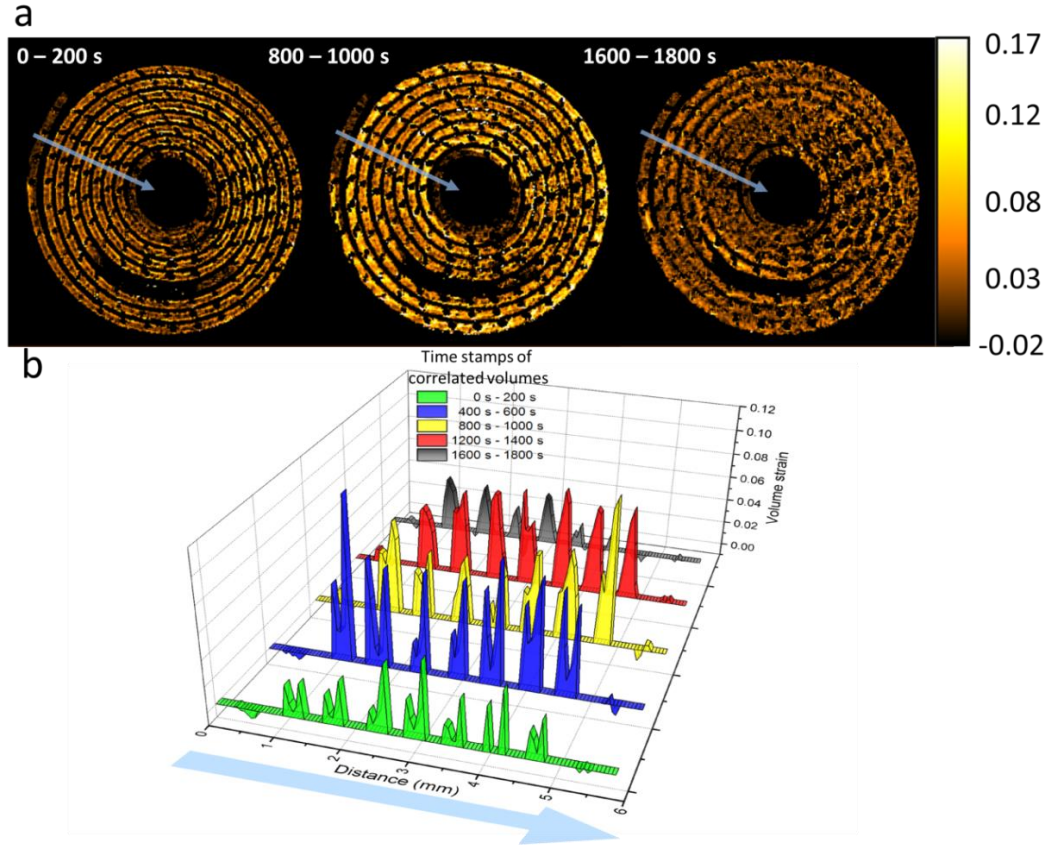 a
0 – 200 s
800 – 1000 s
1600 – 1800 s
0.17
0.12
0.08
0.03
-0.02
b
Time stamps of
correlated volumes
0 s - 200 s
400 s - 600 s
800 s - 1000 s
1200 s - 1400 s
1600 s - 1800 s
0.12
0.10
0.08
0.06
0.04
0.02
0.00
Volume strain
0
1
2
3
4
5
6
Distance (mm)